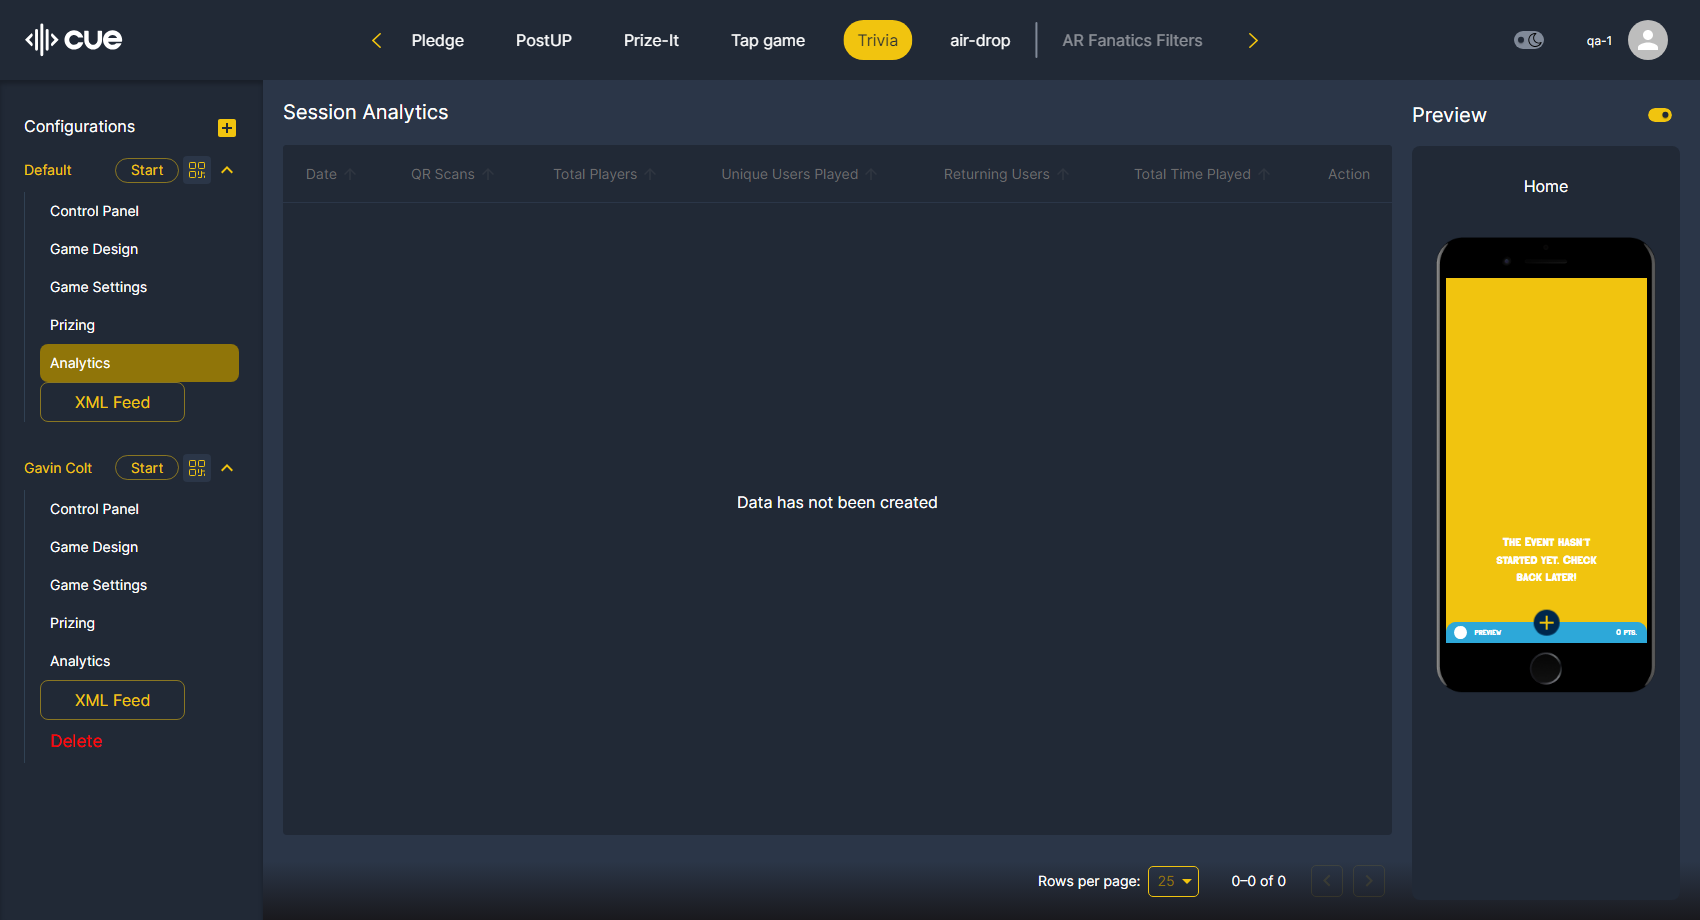 cue
Pledge
PostUP
Prize-It
Tap game
Trivia
air-drop
AR Fanatics Filters
qa-1
Configurations
Default
Start
Control Panel
Game Design
Game Settings
Prizing
Analytics
XML Feed
Gavin Colt
Start
Control Panel
Game Design
Game Settings
Prizing
Analytics
XML Feed
Delete
Session Analytics
Date
QR Scans
Total Players
Unique Users Played
Returning Users
Total Time Played
Action
Data has not been created
Rows per page:
25
0–0 of 0
Preview
Home
The Event hasn't
started yet. Check
back later!
Preview
0 pts.